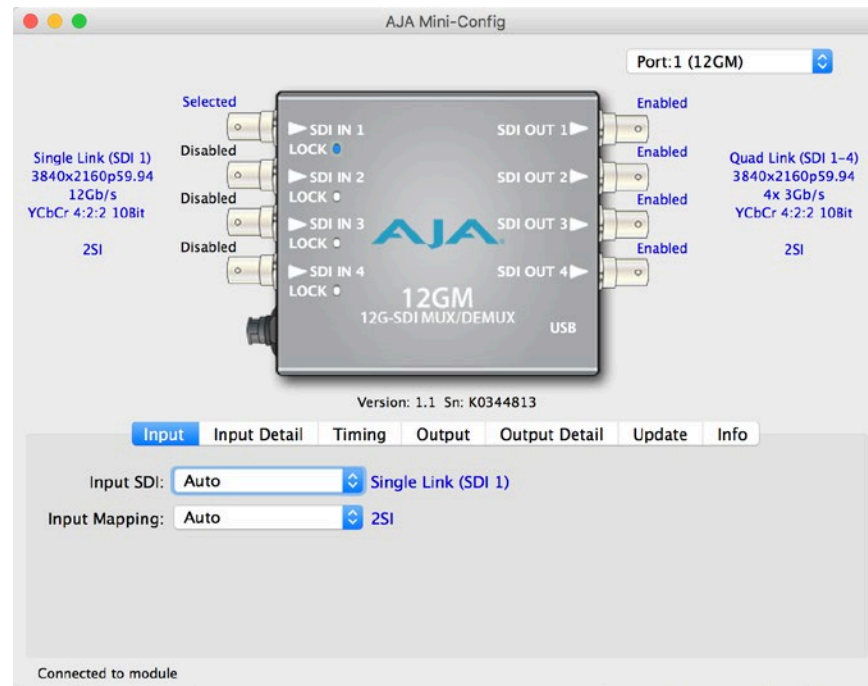 AJA Mini-Config
Port:1 (12GM)
Selected
Disabled
Disabled
Disabled
Single Link (SDI 1)
3840x2160p59.94
12Gb/s
YCbCr 4:2:2 10Bit
2SI
SDI IN 1
LOCK
SDI IN 2
LOCK
SDI IN 3
LOCK
SDI IN 4
LOCK
AJA
12GM
12G-SDI MUX/DEMUX
USB
SDI OUT 1
SDI OUT 2
SDI OUT 3
SDI OUT 4
Enabled
Enabled
Enabled
Enabled
Quad Link (SDI 1-4)
3840x2160p59.94
4x 3Gb/s
YCbCr 4:2:2 10Bit
2SI
Version: 1.1 Sn: K0344813
Input Input Detail Timing Output Output Detail Update Info
Input SDI: Auto Single Link (SDI 1)
Input Mapping: Auto 2SI
Connected to module